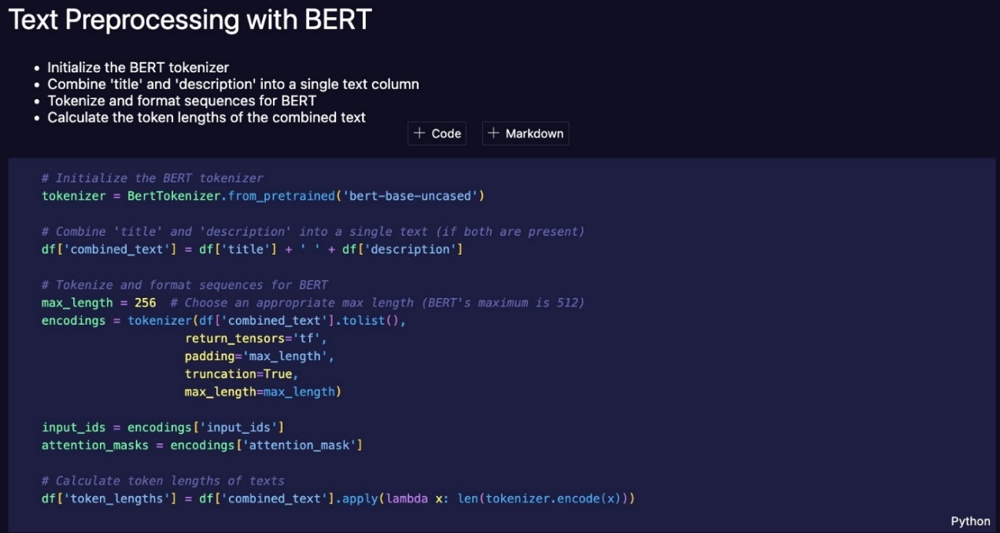 Text Preprocessing with BERT
• Initialize the BERT tokenizer
• Combine 'title' and 'description' into a single text column
• Tokenize and format sequences for BERT
• Calculate the token lengths of the combined text
+ Code + Markdown
# Initialize the BERT tokenizer
tokenizer = BertTokenizer.from_pretrained('bert-base-uncased')
# Combine 'title' and 'description' into a single text (if both are present)
df['combined_text'] = df['title'] + ' ' + df['description']
# Tokenize and format sequences for BERT
max_length = 256  # Choose an appropriate max length (BERT's maximum is 512)
encodings = tokenizer(df['combined_text'].tolist(),
                    return_tensors='tf',
                    padding='max_length',
                    truncation=True,
                    max_length=max_length)
input_ids = encodings['input_ids']
attention_masks = encodings['attention_mask']
# Calculate token lengths of texts
df['token_lengths'] = df['combined_text'].apply(lambda x: len(tokenizer.encode(x)))
Python